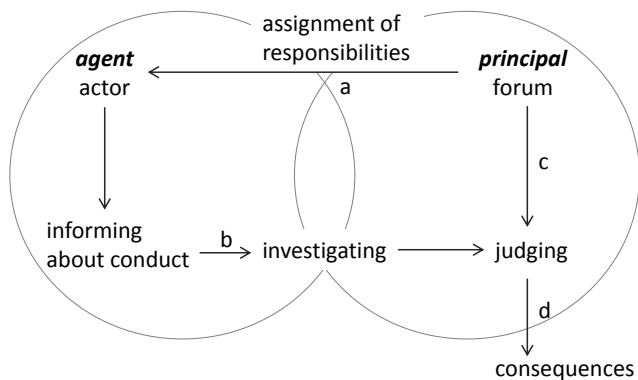 assignment of
responsibilities
agent
actor
principal
forum
a
c
informing
about conduct
b
investigating
judging
d
consequences